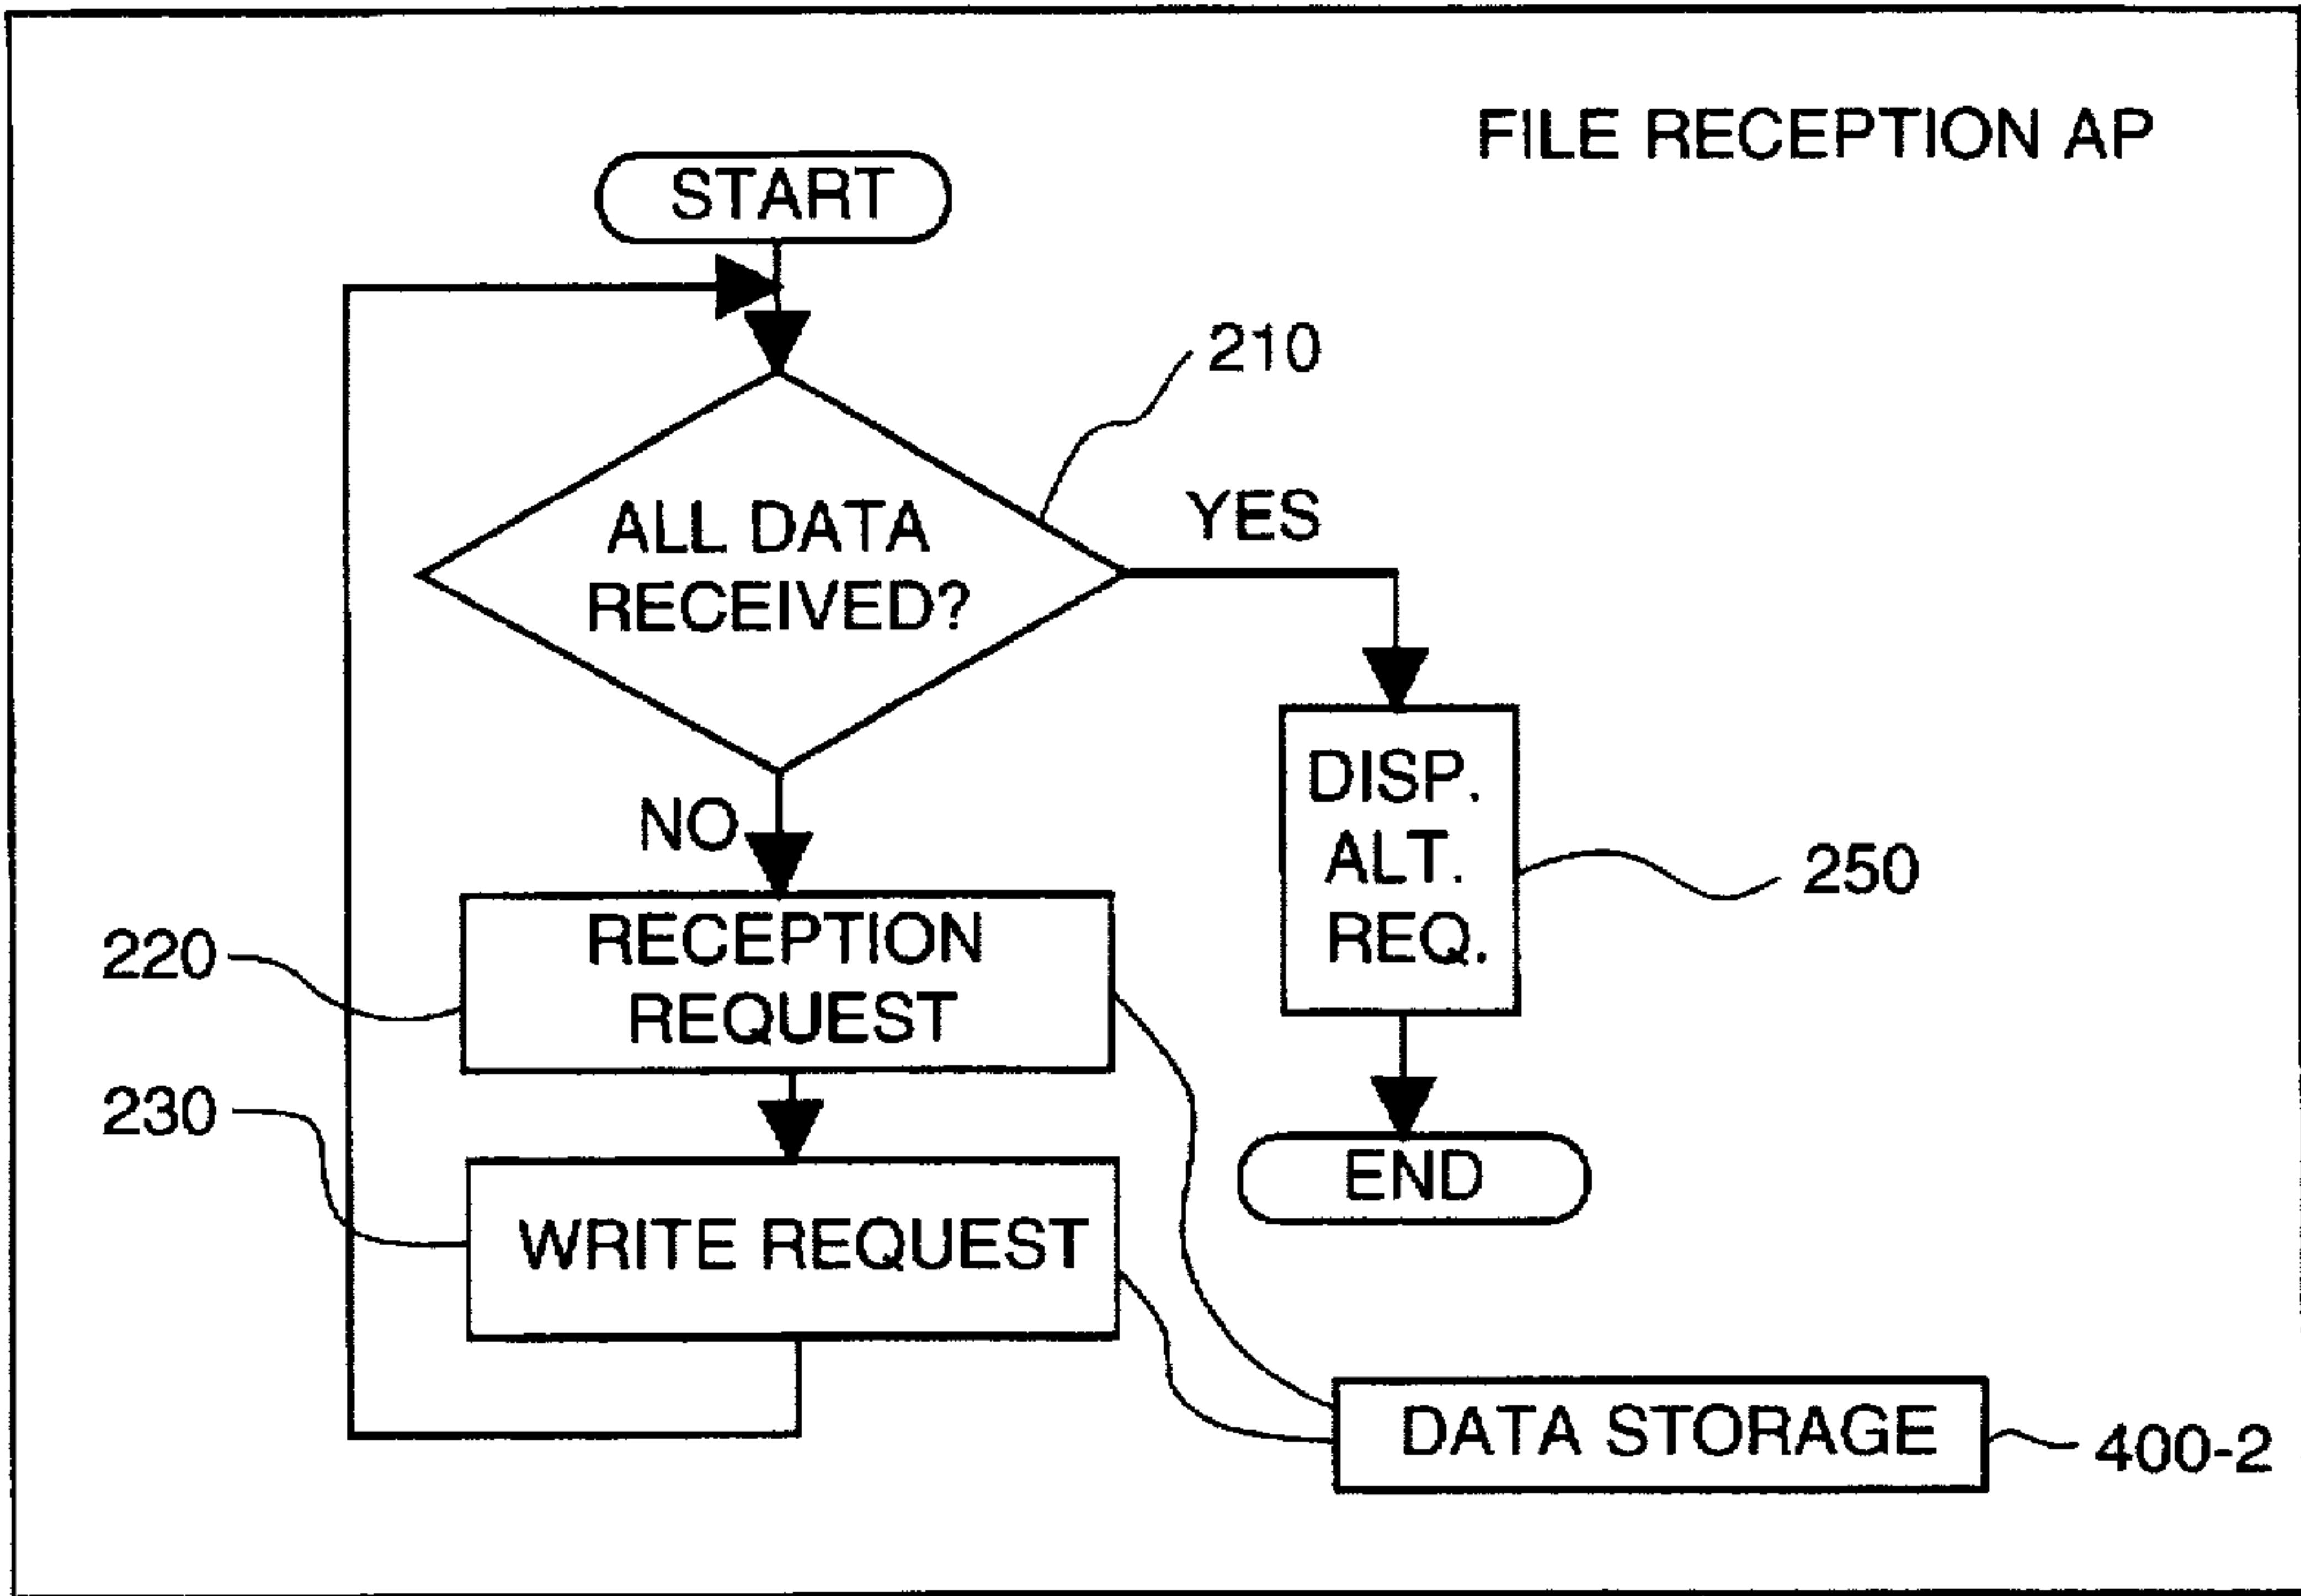 FILE RECEPTION AP
START
210
ALL DATA
RECEIVED?
YES
NO
DISP.
ALT.
REQ.
250
220
RECEPTION
REQUEST
230
WRITE REQUEST
END
DATA STORAGE
400-2